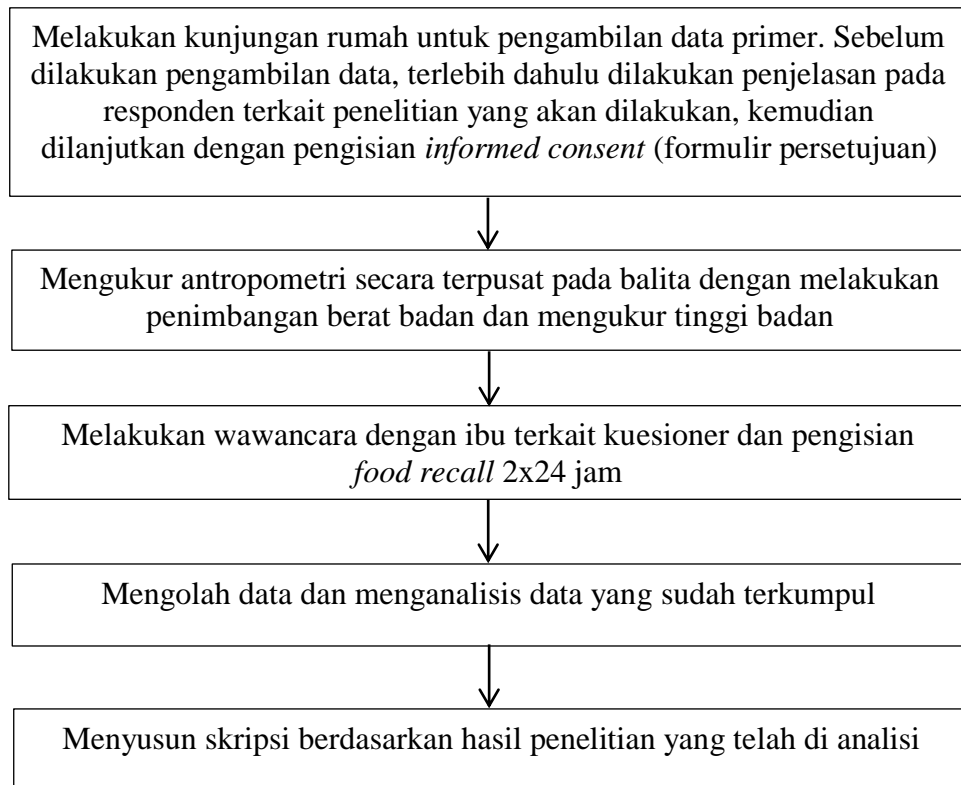 Melakukan kunjungan rumah untuk pengambilan data primer. Sebelum
dilakukan pengambilan data, terlebih dahulu dilakukan penjelasan pada
responden terkait penelitian yang akan dilakukan, kemudian
dilanjutkan dengan pengisian informed consent (formulir persetujuan)
Mengukur antropometri secara terpusat pada balita dengan melakukan
penimbangan berat badan dan mengukur tinggi badan
Melakukan wawancara dengan ibu terkait kuesioner dan pengisian
food recall 2x24 jam
Mengolah data dan menganalisis data yang sudah terkumpul
Menyusun skripsi berdasarkan hasil penelitian yang telah di analisi